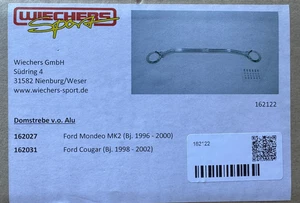 WIECHERS
Sport
Wiechers GmbH
Südring 4
31582 Nienburg/Weser
www.wiechers-sport.de
162122
Domstrebe v.o. Alu
162027 Ford Mondeo MK2 (Bj. 1996 - 2000)
162031 Ford Cougar (Bj. 1998 - 2002)
162122